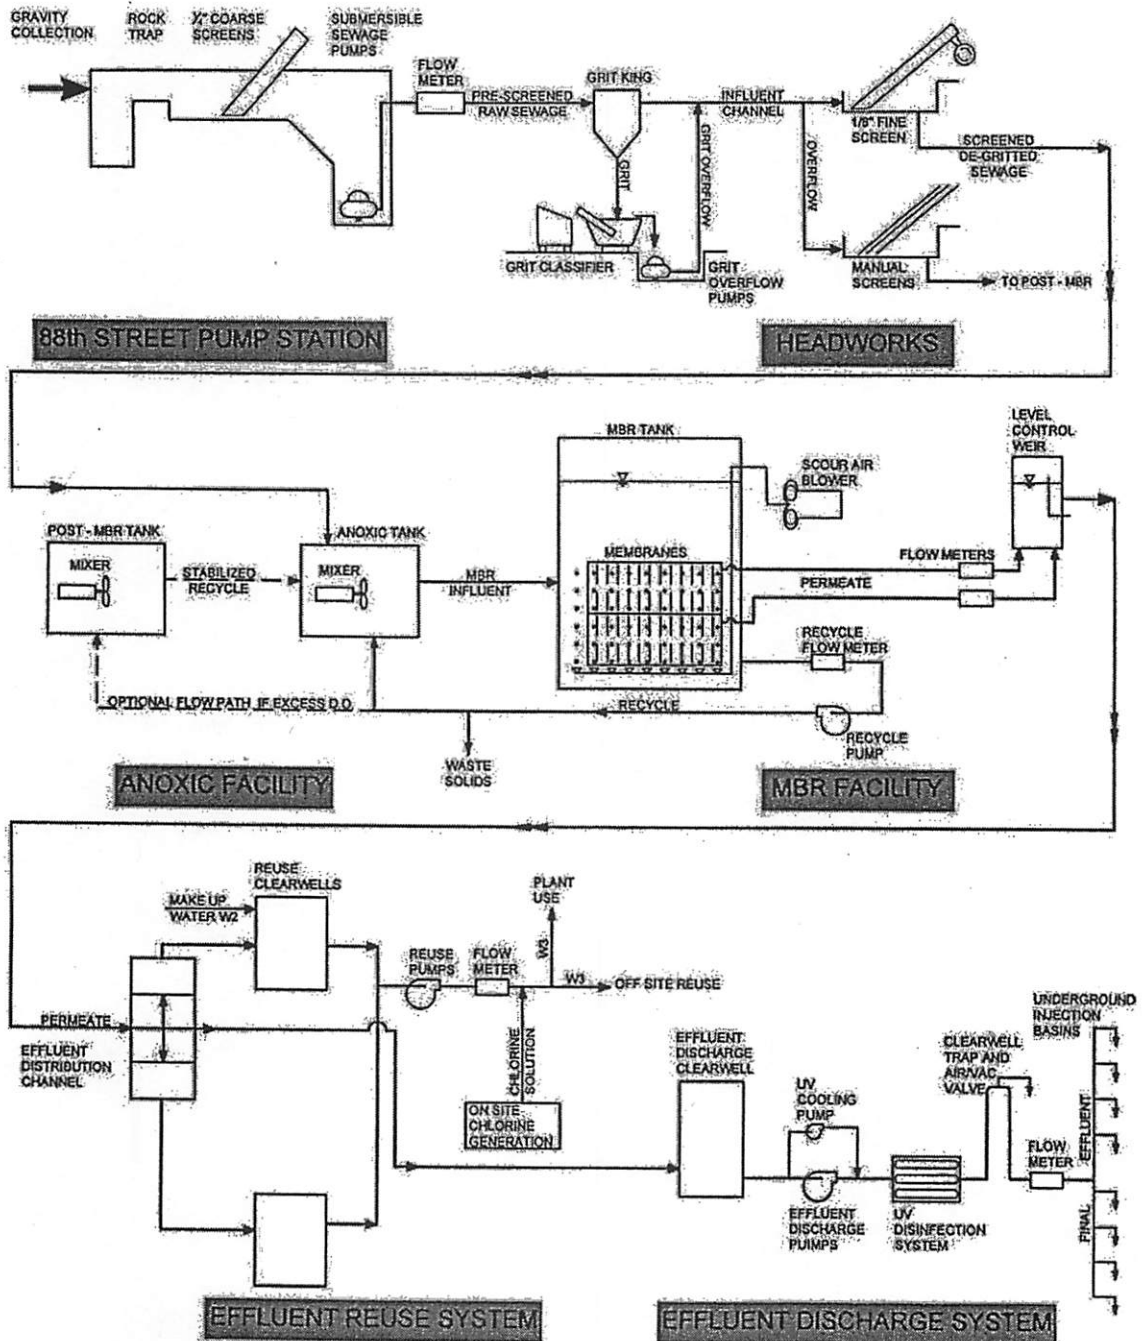 GRAVITY
COLLECTION
ROCK
TRAP
¼" COARSE
SCREENS
SUBMERSIBLE
SEWAGE
PUMPS
FLOW
METER
PRE-SCREENED
RAW SEWAGE
GRIT KING
GRIT
GRIT CLASSIFIER
GRIT OVERFLOW
GRIT
OVERFLOW
PUMPS
INFLUENT
CHANNEL
OVERFLOW
1/8" FINE
SCREEN
SCREENED
DE-GRITTED
SEWAGE
MANUAL
SCREENS
TO POST - MBR
88th STREET PUMP STATION
HEADWORKS
POST - MBR TANK
MIXER
STABILIZED
RECYCLE
ANOXIC TANK
MIXER
MBR
INFLUENT
MBR TANK
MEMBRANES
SCOUR AIR
BLOWER
LEVEL
CONTROL
WEIR
FLOW METERS
PERMEATE
RECYCLE
FLOW METER
OPTIONAL FLOW PATH IF EXCESS D.O.
RECYCLE
RECYCLE
PUMP
WASTE
SOLIDS
ANOXIC FACILITY
MBR FACILITY
REUSE
CLEARWELLS
MAKE UP
WATER W2
PLANT
USE
W3
REUSE
PUMPS
FLOW
METER
W3
OFF SITE REUSE
PERMEATE
EFFLUENT
DISTRIBUTION
CHANNEL
CHLORINE
SOLUTION
ON SITE
CHLORINE
GENERATION
EFFLUENT
DISCHARGE
CLEARWELL
UV
COOLING
PUMP
EFFLUENT
DISCHARGE
PUIMPS
UV
DISINFECTION
SYSTEM
CLEARWELL
TRAP AND
AIR/VAC
VALVE
FLOW
METER
UNDERGROUND
INJECTION
BASINS
EFFLUENT
FINAL
EFFLUENT REUSE SYSTEM
EFFLUENT DISCHARGE SYSTEM